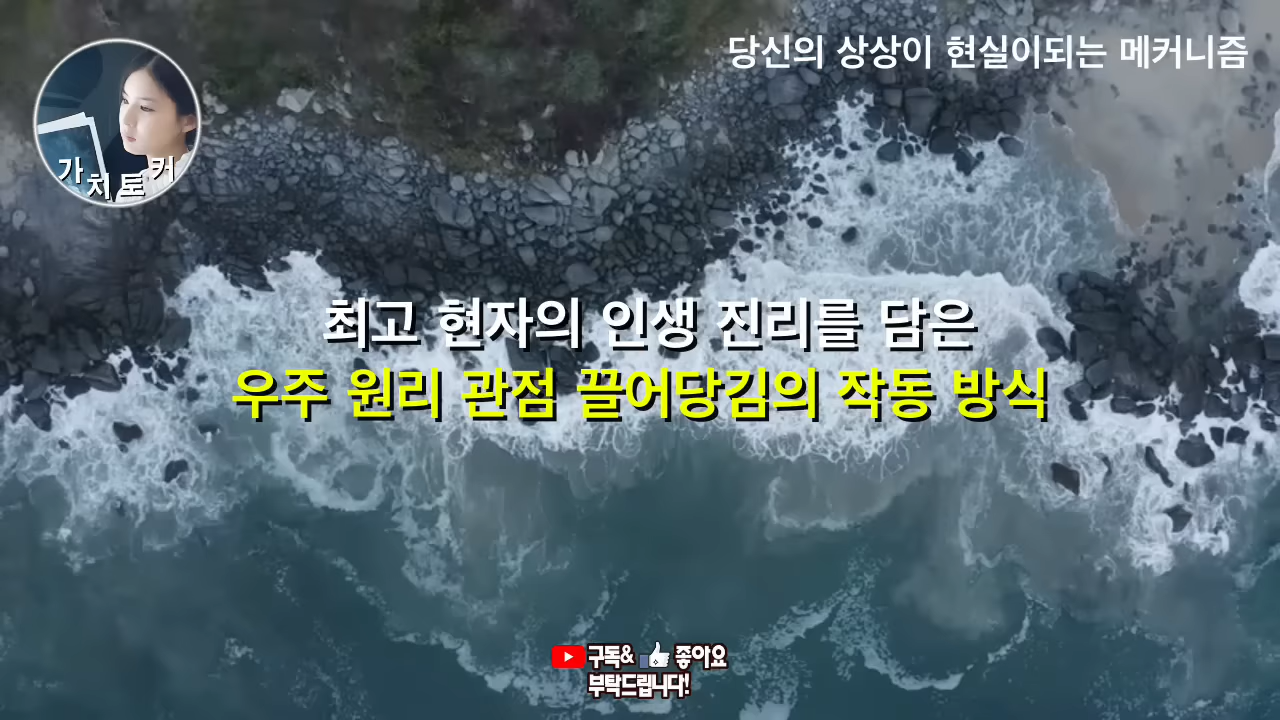 당신의 상상이 현실이되는 메커니즘
가치토커
최고 현자의 인생 진리를 담은
우주 원리 관점 끌어당김의 작동 방식
구독& 좋아요
부탁드립니다!